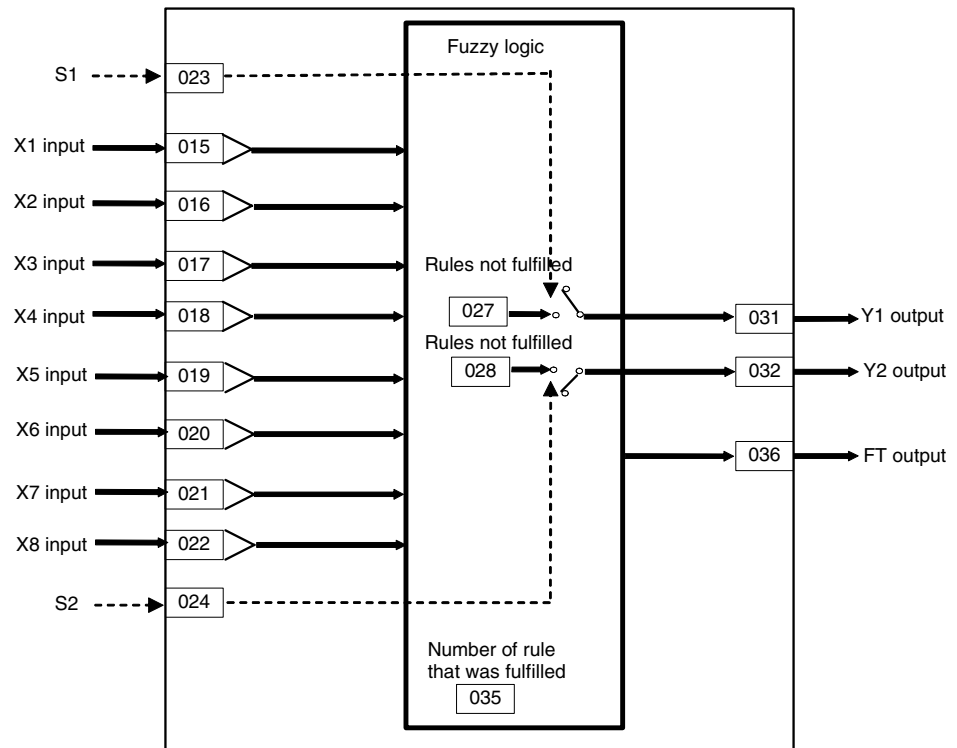 Fuzzy logic
S1
023
X1 input
015
X2 input
016
X3 input
017
Rules not fulfilled
027
X4 input
018
031
Y1 output
Rules not fulfilled
028
X5 input
019
032
Y2 output
X6 input
020
036
FT output
X7 input
021
X8 input
022
S2
024
Number of rule
that was fulfilled
035